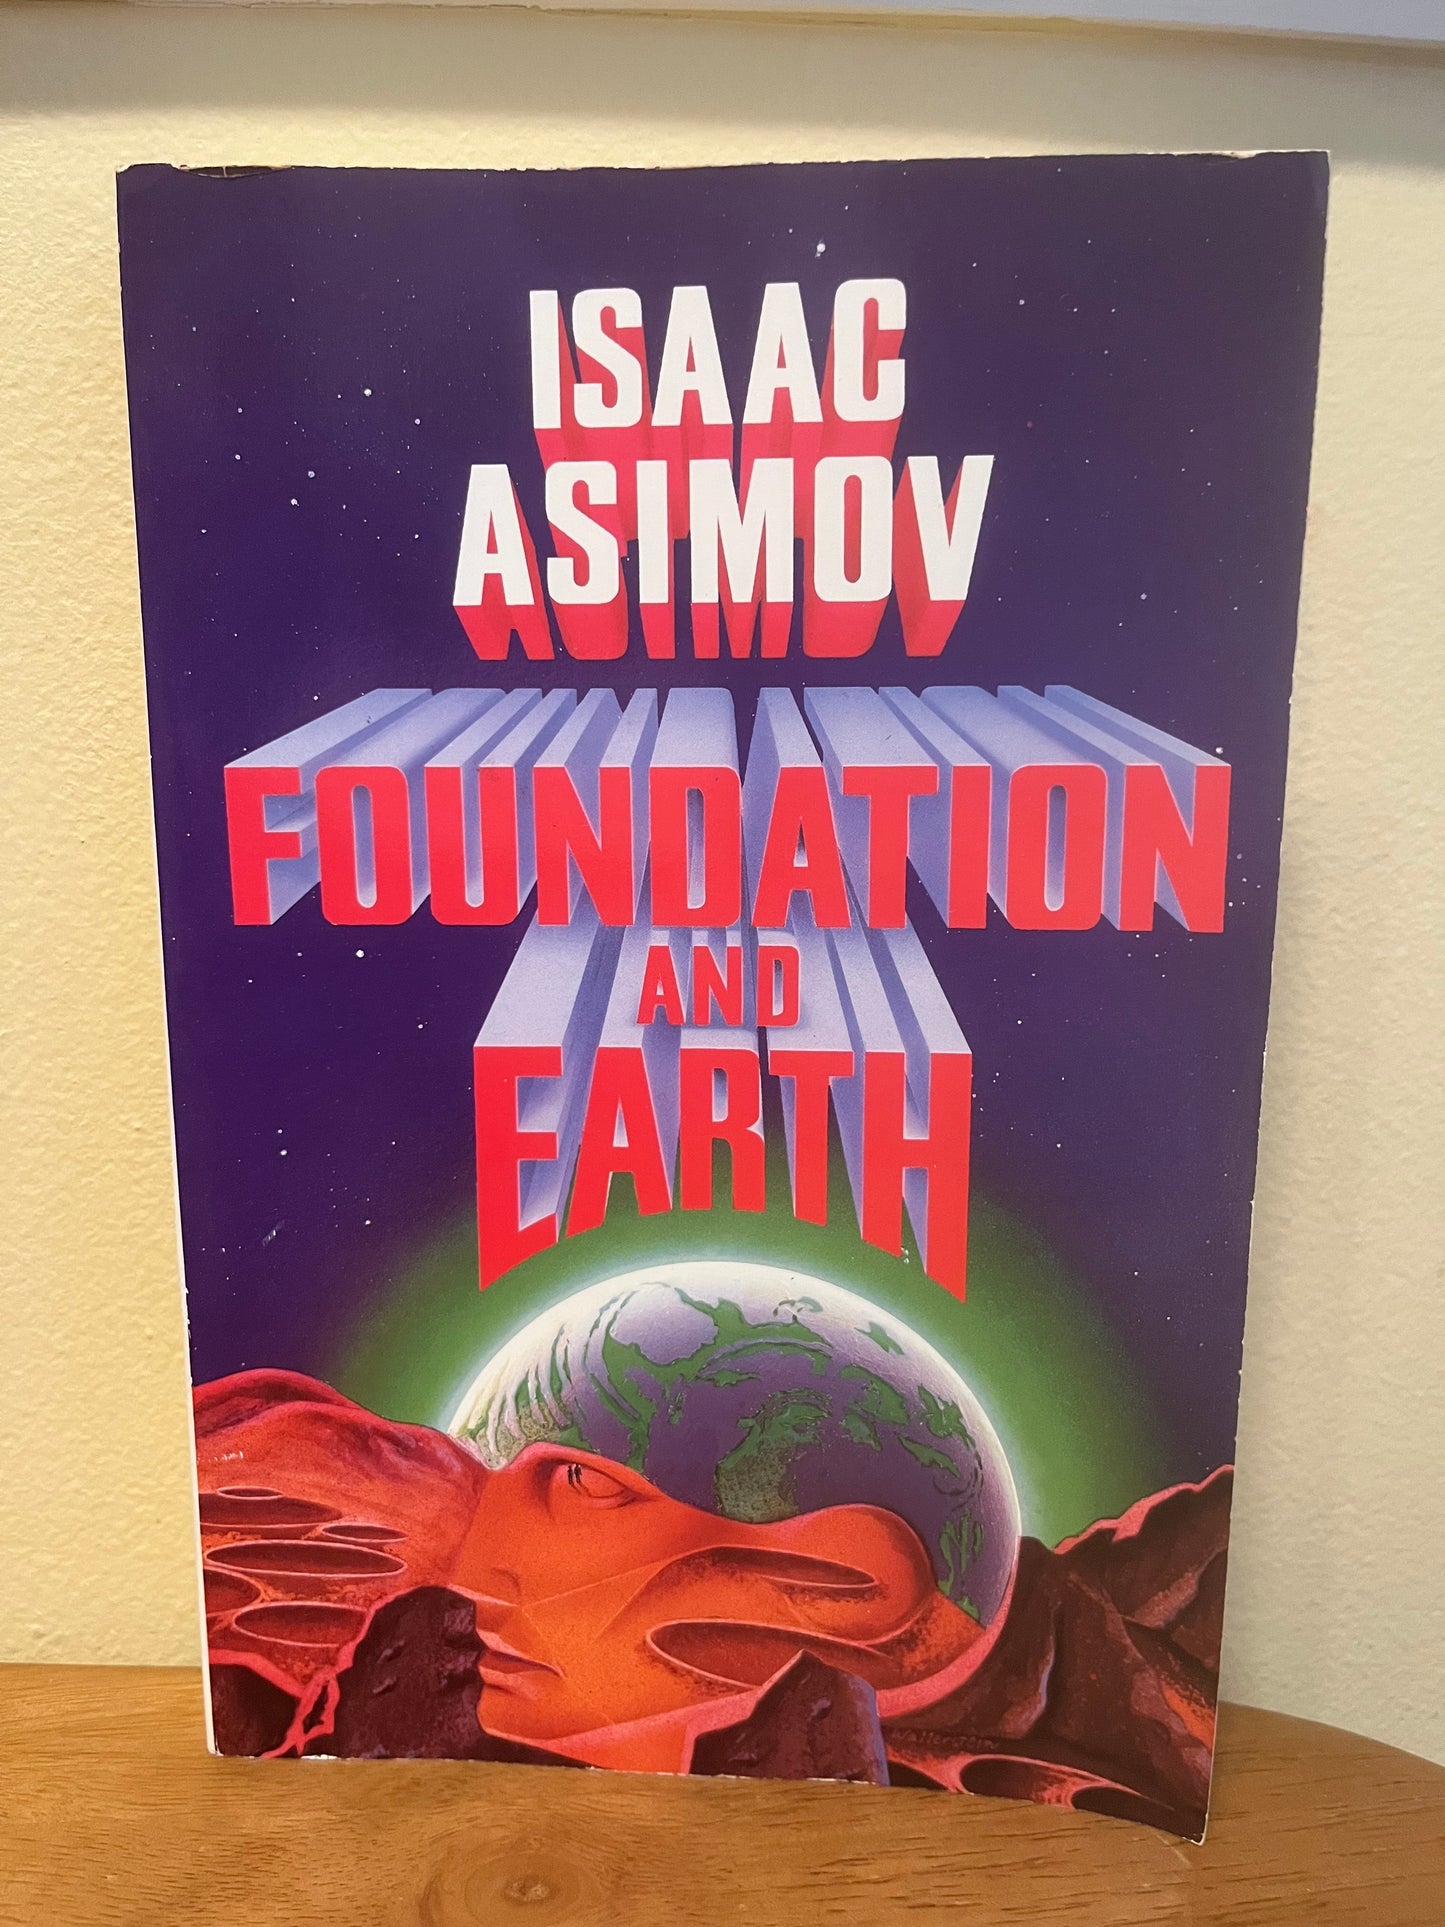 ISAAC
ASIMOV
FOUNDATION
AND
EARTH